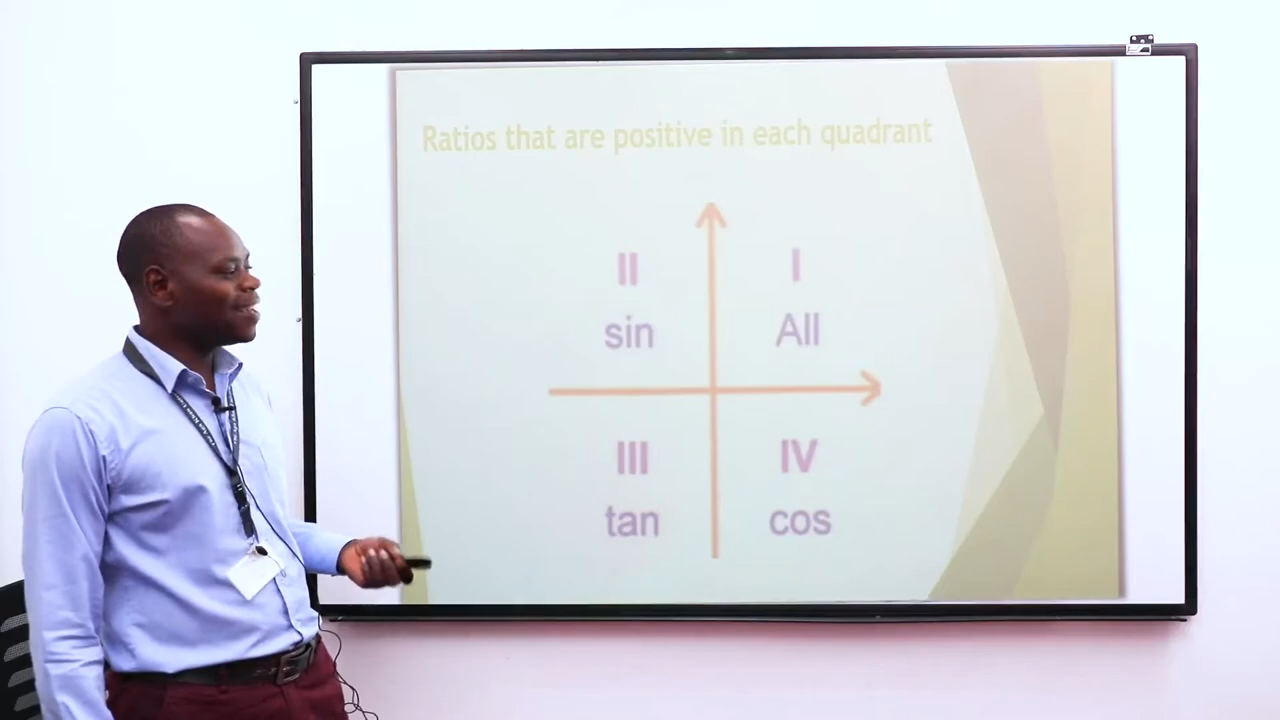 Ratios that are positive in each quadrant
II I
sin All
III IV
tan cos